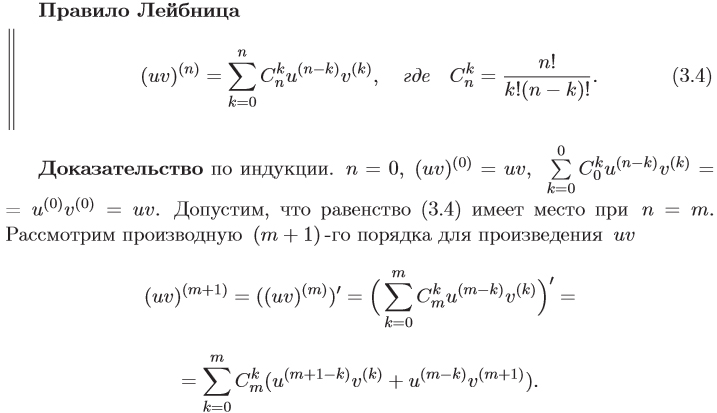 Правило Лейбница
(uv)^{(n)} = \sum_{k=0}^{n} C_n^k u^{(n-k)} v^{(k)}, где C_n^k = \frac{n!}{k!(n-k)!}. (3.4)
Доказательство по индукции. n = 0, (uv)^{(0)} = uv, \sum_{k=0}^{0} C_0^k u^{(n-k)} v^{(k)} =
= u^{(0)} v^{(0)} = uv. Допустим, что равенство (3.4) имеет место при n = m.
Рассмотрим производную (m + 1)-го порядка для произведения uv
(uv)^{(m+1)} = ((uv)^{(m)})′ = \Big( \sum_{k=0}^{m} C_m^k u^{(m-k)} v^{(k)} \Big)′ =
= \sum_{k=0}^{m} C_m^k (u^{(m+1-k)} v^{(k)} + u^{(m-k)} v^{(m+1)}).